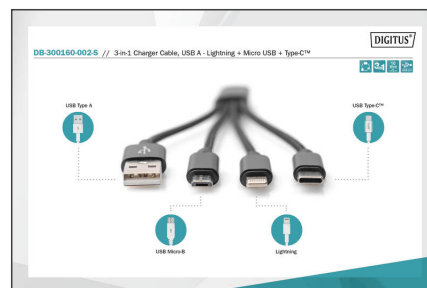 DIGITUS®
DB-300160-002-S // 3-in-1 Charger Cable, USB A - Lightning + Micro USB + Type-C™
USB Type A
USB Type-C™
USB Micro-B
Lightning